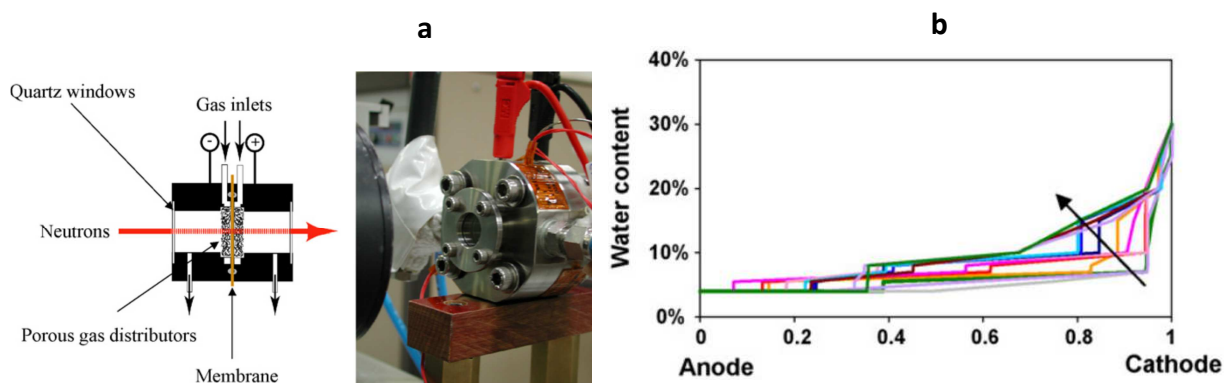 a
Quartz windows
Gas inlets
-
+
Neutrons
Porous gas distributors
Membrane
b
Water content
40%
30%
20%
10%
0%
0
0.2
0.4
0.6
0.8
1
Anode
Cathode